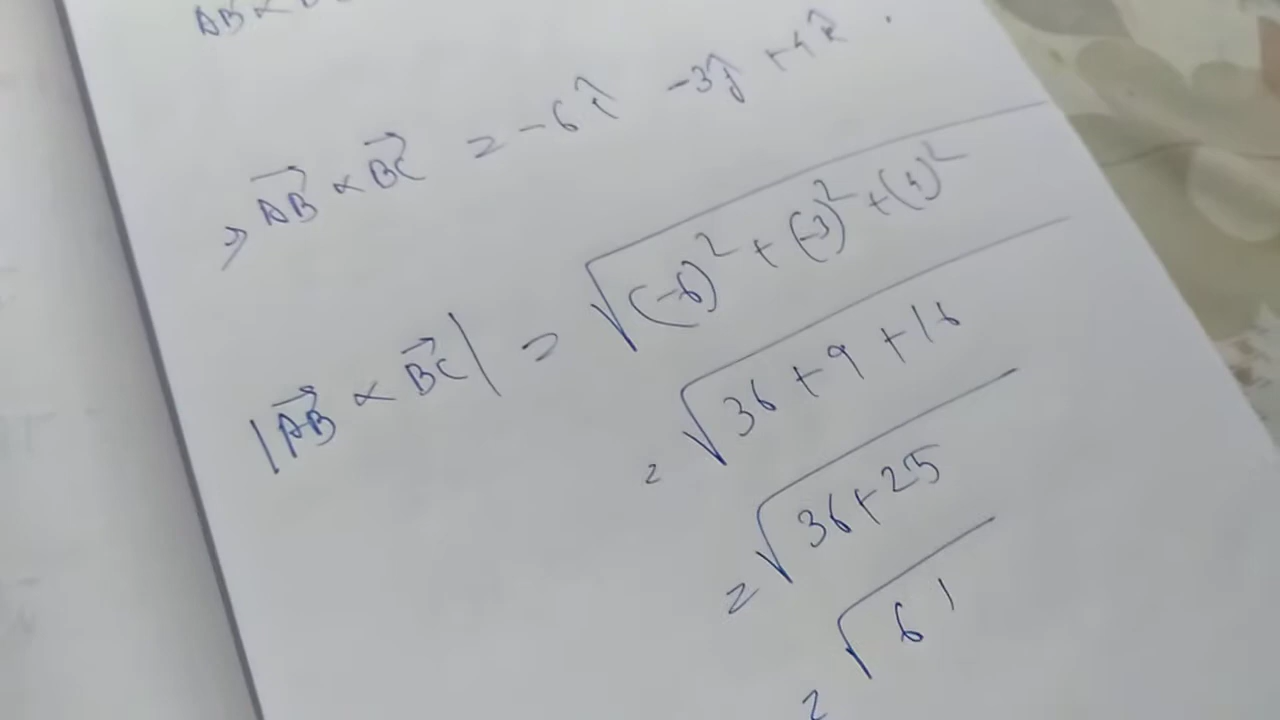 AB × B
⇒ AB⃗ × BC⃗ = -6î -3ĵ +4k̂ .
|AB⃗ × BC⃗| = √((-6)² + (-3)² + (4)²)
= √(36 + 9 + 16)
= √(36+25)
= √61